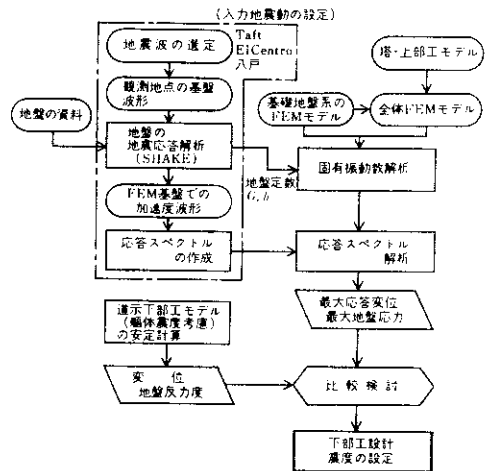 (入力地震動の設定)
地震波の選定
Taft
ElCentro
八戸
観測地点の基盤
波形
地盤の資料
地盤の
地震応答解析
(SHAKE)
FEM基盤での
加速度波形
応答スペクトル
の作成
塔・上部工モデル
基礎地盤系の
FEMモデル
全体FEMモデル
地盤定数
G, h
固有振動数解析
応答スペクトル
解析
最大応答変位
最大地盤応力
道示下部工モデル
(躯体震度考慮)
の安定計算
変 位
地盤反力度
比較検討
下部工設計
震度の設定